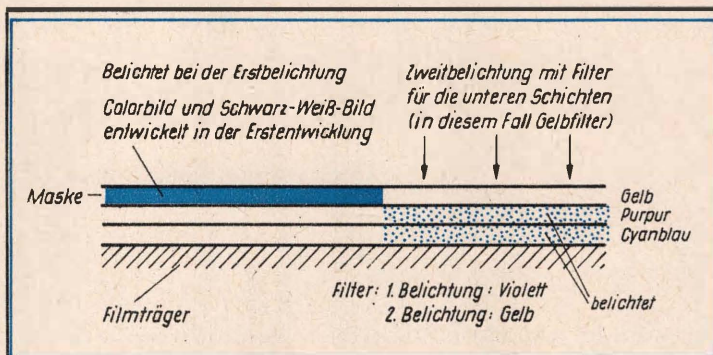 Belichtet bei der Erstbelichtung
Colorbild und Schwarz-Weiß-Bild
entwickelt in der Erstentwicklung
Zweitbelichtung mit Filter
für die unteren Schichten
(in diesem Fall Gelbfilter)
Maske
Gelb
Purpur
Cyanblau
Filmträger
Filter: 1. Belichtung: Violett
2. Belichtung: Gelb
belichtet